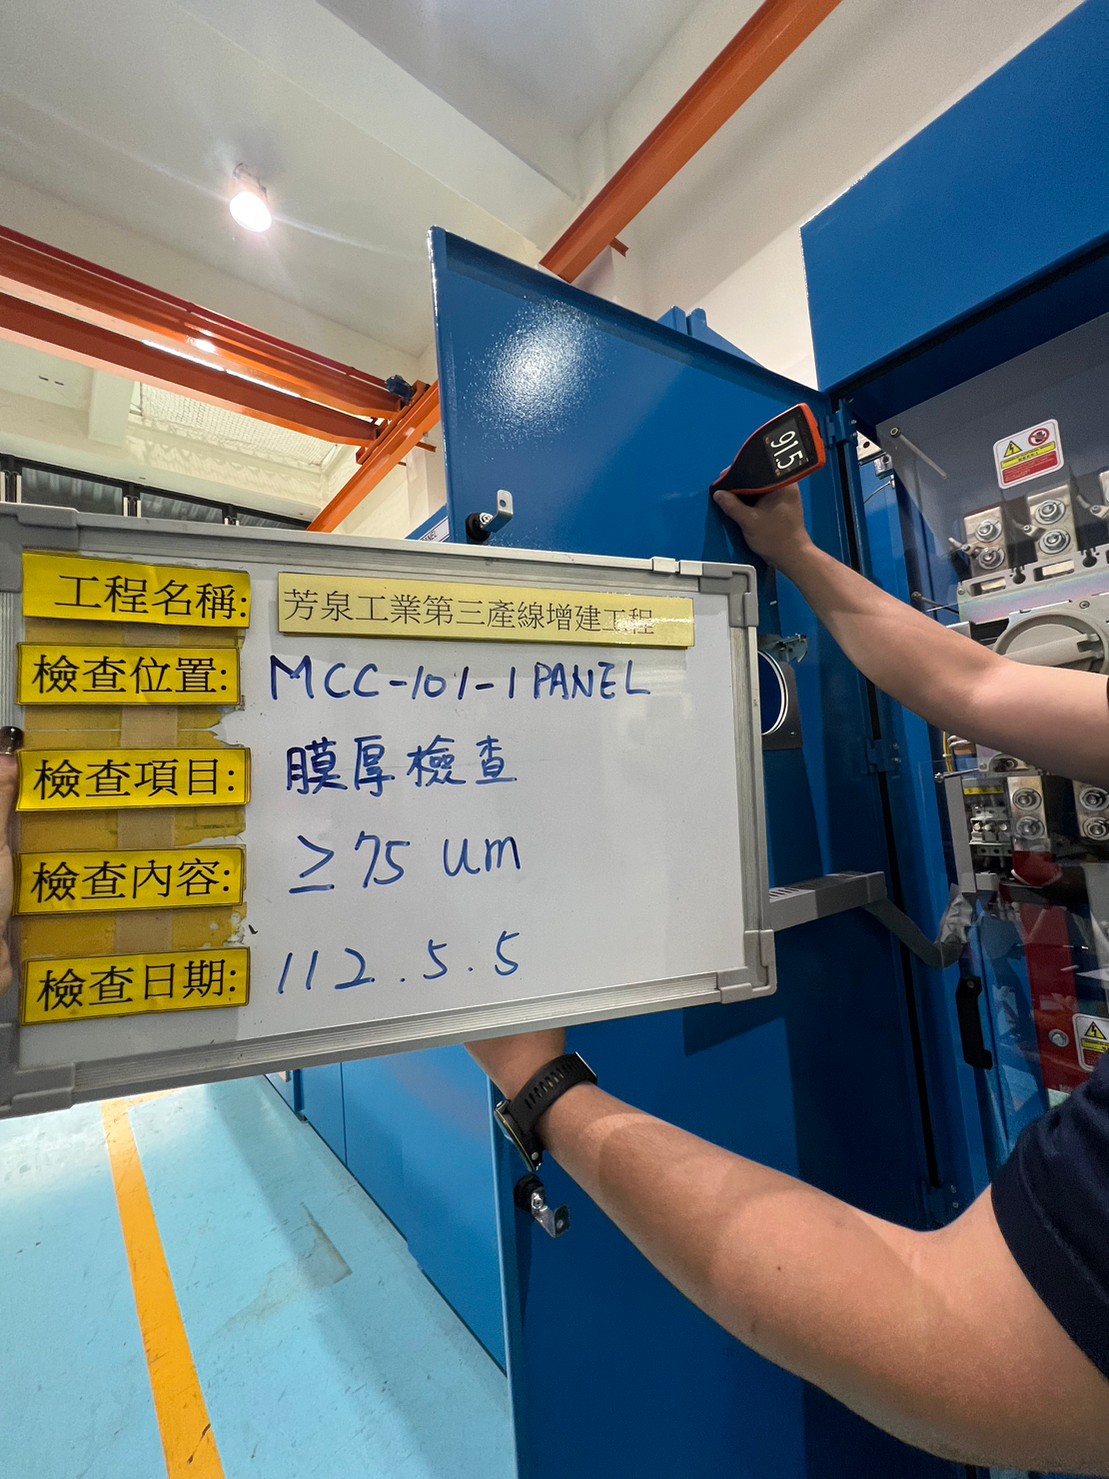 91.5
工程名稱: 芳泉工業第三產線增建工程
檢查位置: MCC-101-1 PANEL
檢查項目: 膜厚檢查
檢查內容: ≥75 um
檢查日期: 112.5.5